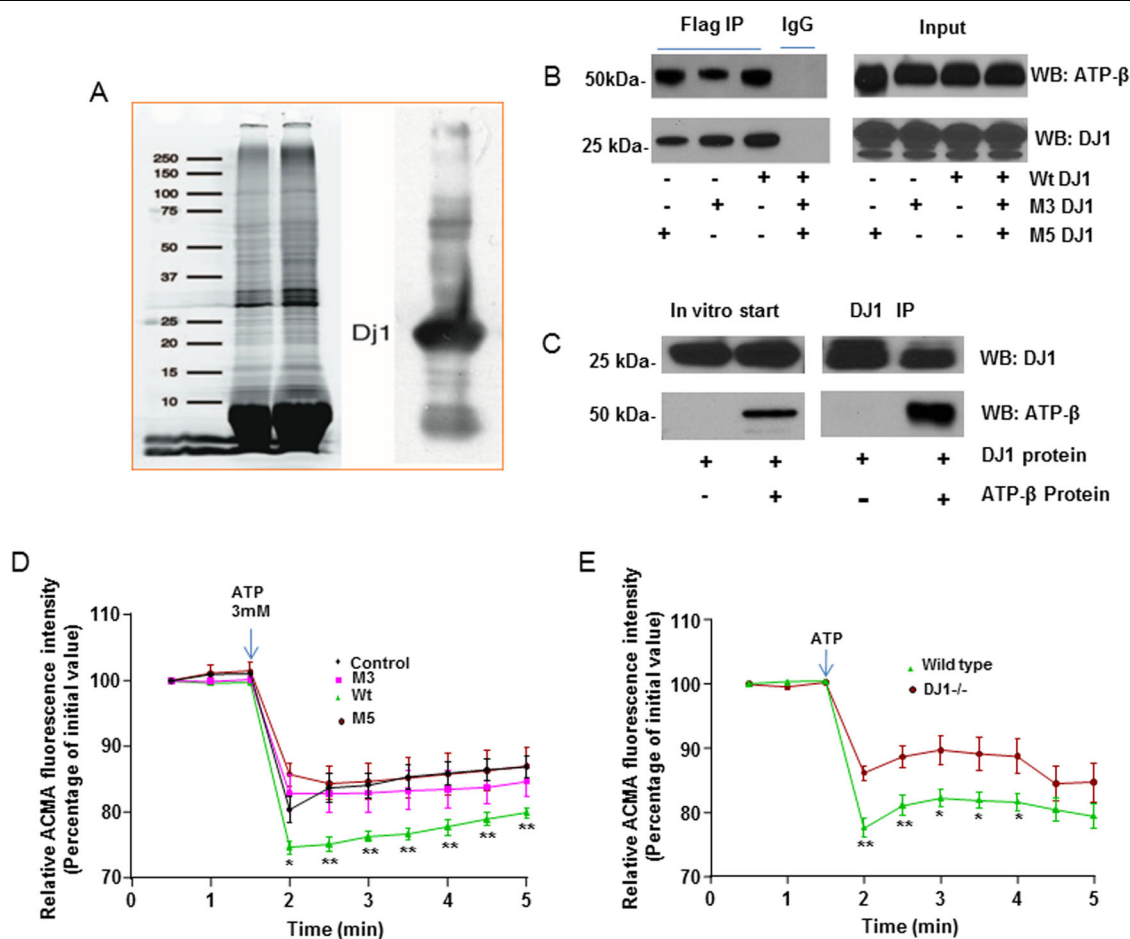 A
250
150
100
75
50
37
25
20
15
10
Dj1
B
Flag IP IgG Input
50kDa- WB: ATP-β
25 kDa- WB: DJ1
- - + + - - + + Wt DJ1
- + - + - + - + M3 DJ1
+ - - + + - - + M5 DJ1
C
In vitro start DJ1 IP
25 kDa- WB: DJ1
50 kDa- WB: ATP-β
+ + + + DJ1 protein
- + - + ATP-β Protein
D
Relative ACMA fluorescence intensity
(Percentage of initial value)
110
100
90
80
70
ATP
3mM
Control
M3
Wt
M5
* ** ** ** ** ** **
0 1 2 3 4 5
Time (min)
E
Relative ACMA fluorescence intensity
(Percentage of initial value)
110
100
90
80
70
ATP
Wild type
DJ1-/-
** ** * * *
0 1 2 3 4 5
Time (min)